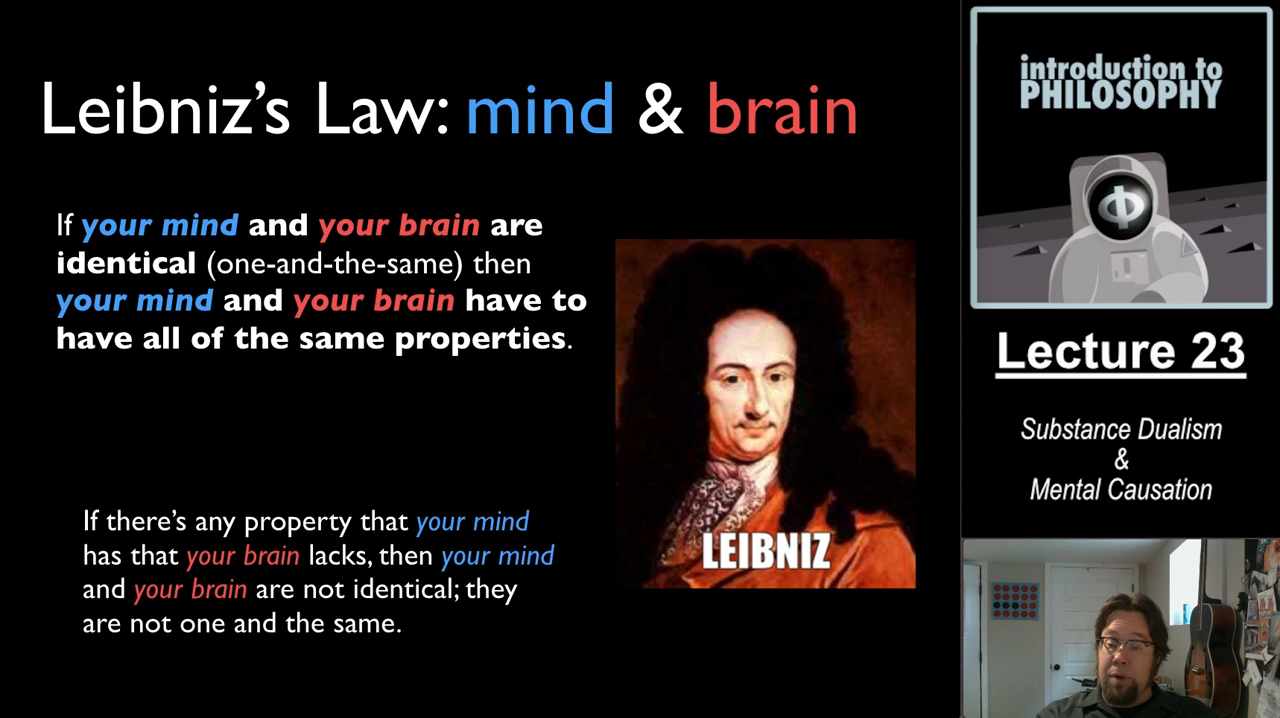 Leibniz’s Law: mind & brain
If your mind and your brain are
identical (one-and-the-same) then
your mind and your brain have to
have all of the same properties.
If there’s any property that your mind
has that your brain lacks, then your mind
and your brain are not identical; they
are not one and the same.
LEIBNIZ
introduction to
PHILOSOPHY
Φ
Lecture 23
Substance Dualism
&
Mental Causation